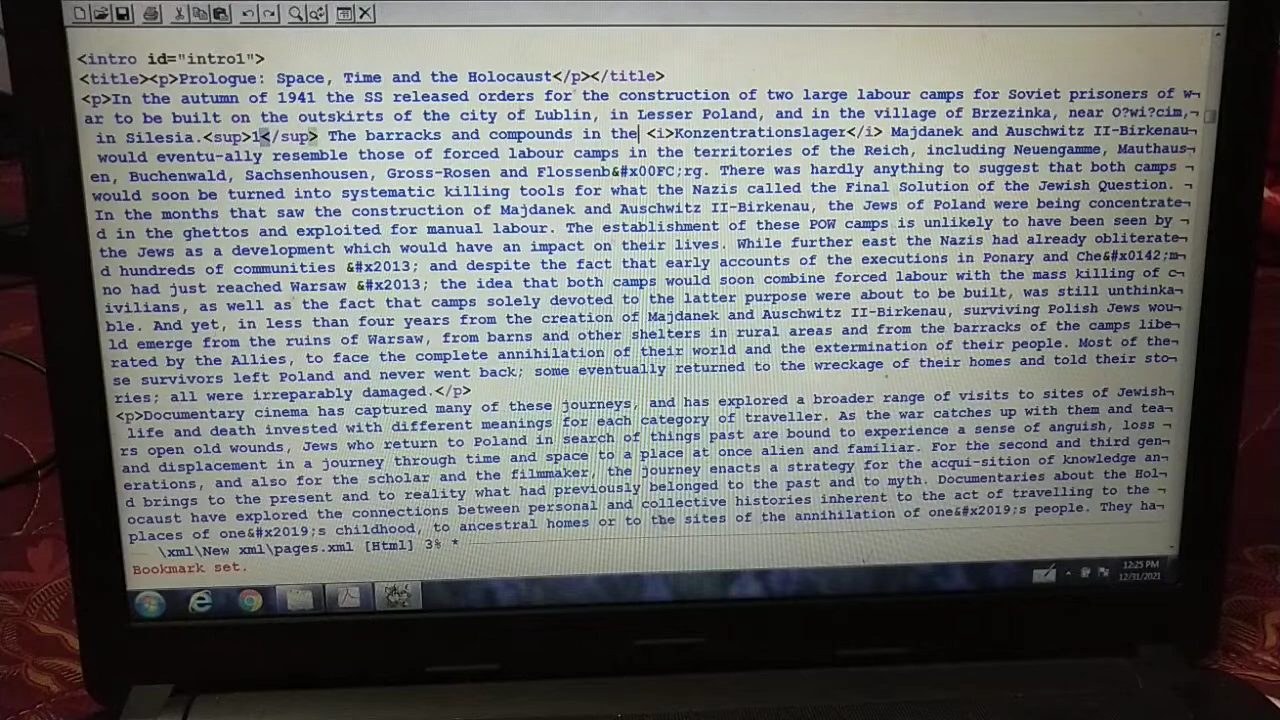 <intro id="intro1">
<title><p>Prologue: Space, Time and the Holocaust</p></title>
<p>In the autumn of 1941 the SS released orders for the construction of two large labour camps for Soviet prisoners of w¬
ar to be built on the outskirts of the city of Lublin, in Lesser Poland, and in the village of Brzezinka, near O?wi?cim,¬
in Silesia.<sup>1</sup> The barracks and compounds in the <i>Konzentrationslager</i> Majdanek and Auschwitz II-Birkenau¬
would eventu-ally resemble those of forced labour camps in the territories of the Reich, including Neuengamme, Mauthaus¬
en, Buchenwald, Sachsenhousen, Gross-Rosen and Flossenb&#x00FC;rg. There was hardly anything to suggest that both camps ¬
would soon be turned into systematic killing tools for what the Nazis called the Final Solution of the Jewish Question. ¬
In the months that saw the construction of Majdanek and Auschwitz II-Birkenau, the Jews of Poland were being concentrate¬
d in the ghettos and exploited for manual labour. The establishment of these POW camps is unlikely to have been seen by ¬
the Jews as a development which would have an impact on their lives. While further east the Nazis had already obliterate¬
d hundreds of communities &#x2013; and despite the fact that early accounts of the executions in Ponary and Che&#x0142;m¬
no had just reached Warsaw &#x2013; the idea that both camps would soon combine forced labour with the mass killing of c¬
ivilians, as well as the fact that camps solely devoted to the latter purpose were about to be built, was still unthinka¬
ble. And yet, in less than four years from the creation of Majdanek and Auschwitz II-Birkenau, surviving Polish Jews wou¬
ld emerge from the ruins of Warsaw, from barns and other shelters in rural areas and from the barracks of the camps libe¬
rated by the Allies, to face the complete annihilation of their world and the extermination of their people. Most of the¬
se survivors left Poland and never went back; some eventually returned to the wreckage of their homes and told their sto¬
ries; all were irreparably damaged.</p>
<p>Documentary cinema has captured many of these journeys, and has explored a broader range of visits to sites of Jewish¬
life and death invested with different meanings for each category of traveller. As the war catches up with them and tea¬
rs open old wounds, Jews who return to Poland in search of things past are bound to experience a sense of anguish, loss ¬
and displacement in a journey through time and space to a place at once alien and familiar. For the second and third gen¬
erations, and also for the scholar and the filmmaker, the journey enacts a strategy for the acqui-sition of knowledge an¬
d brings to the present and to reality what had previously belonged to the past and to myth. Documentaries about the Hol¬
ocaust have explored the connections between personal and collective histories inherent to the act of travelling to the ¬
places of one&#x2019;s childhood, to ancestral homes or to the sites of the annihilation of one&#x2019;s people. They ha¬
\xml\New xml\pages.xml [Html] 3% *
Bookmark set.
12:25 PM
12/31/2021